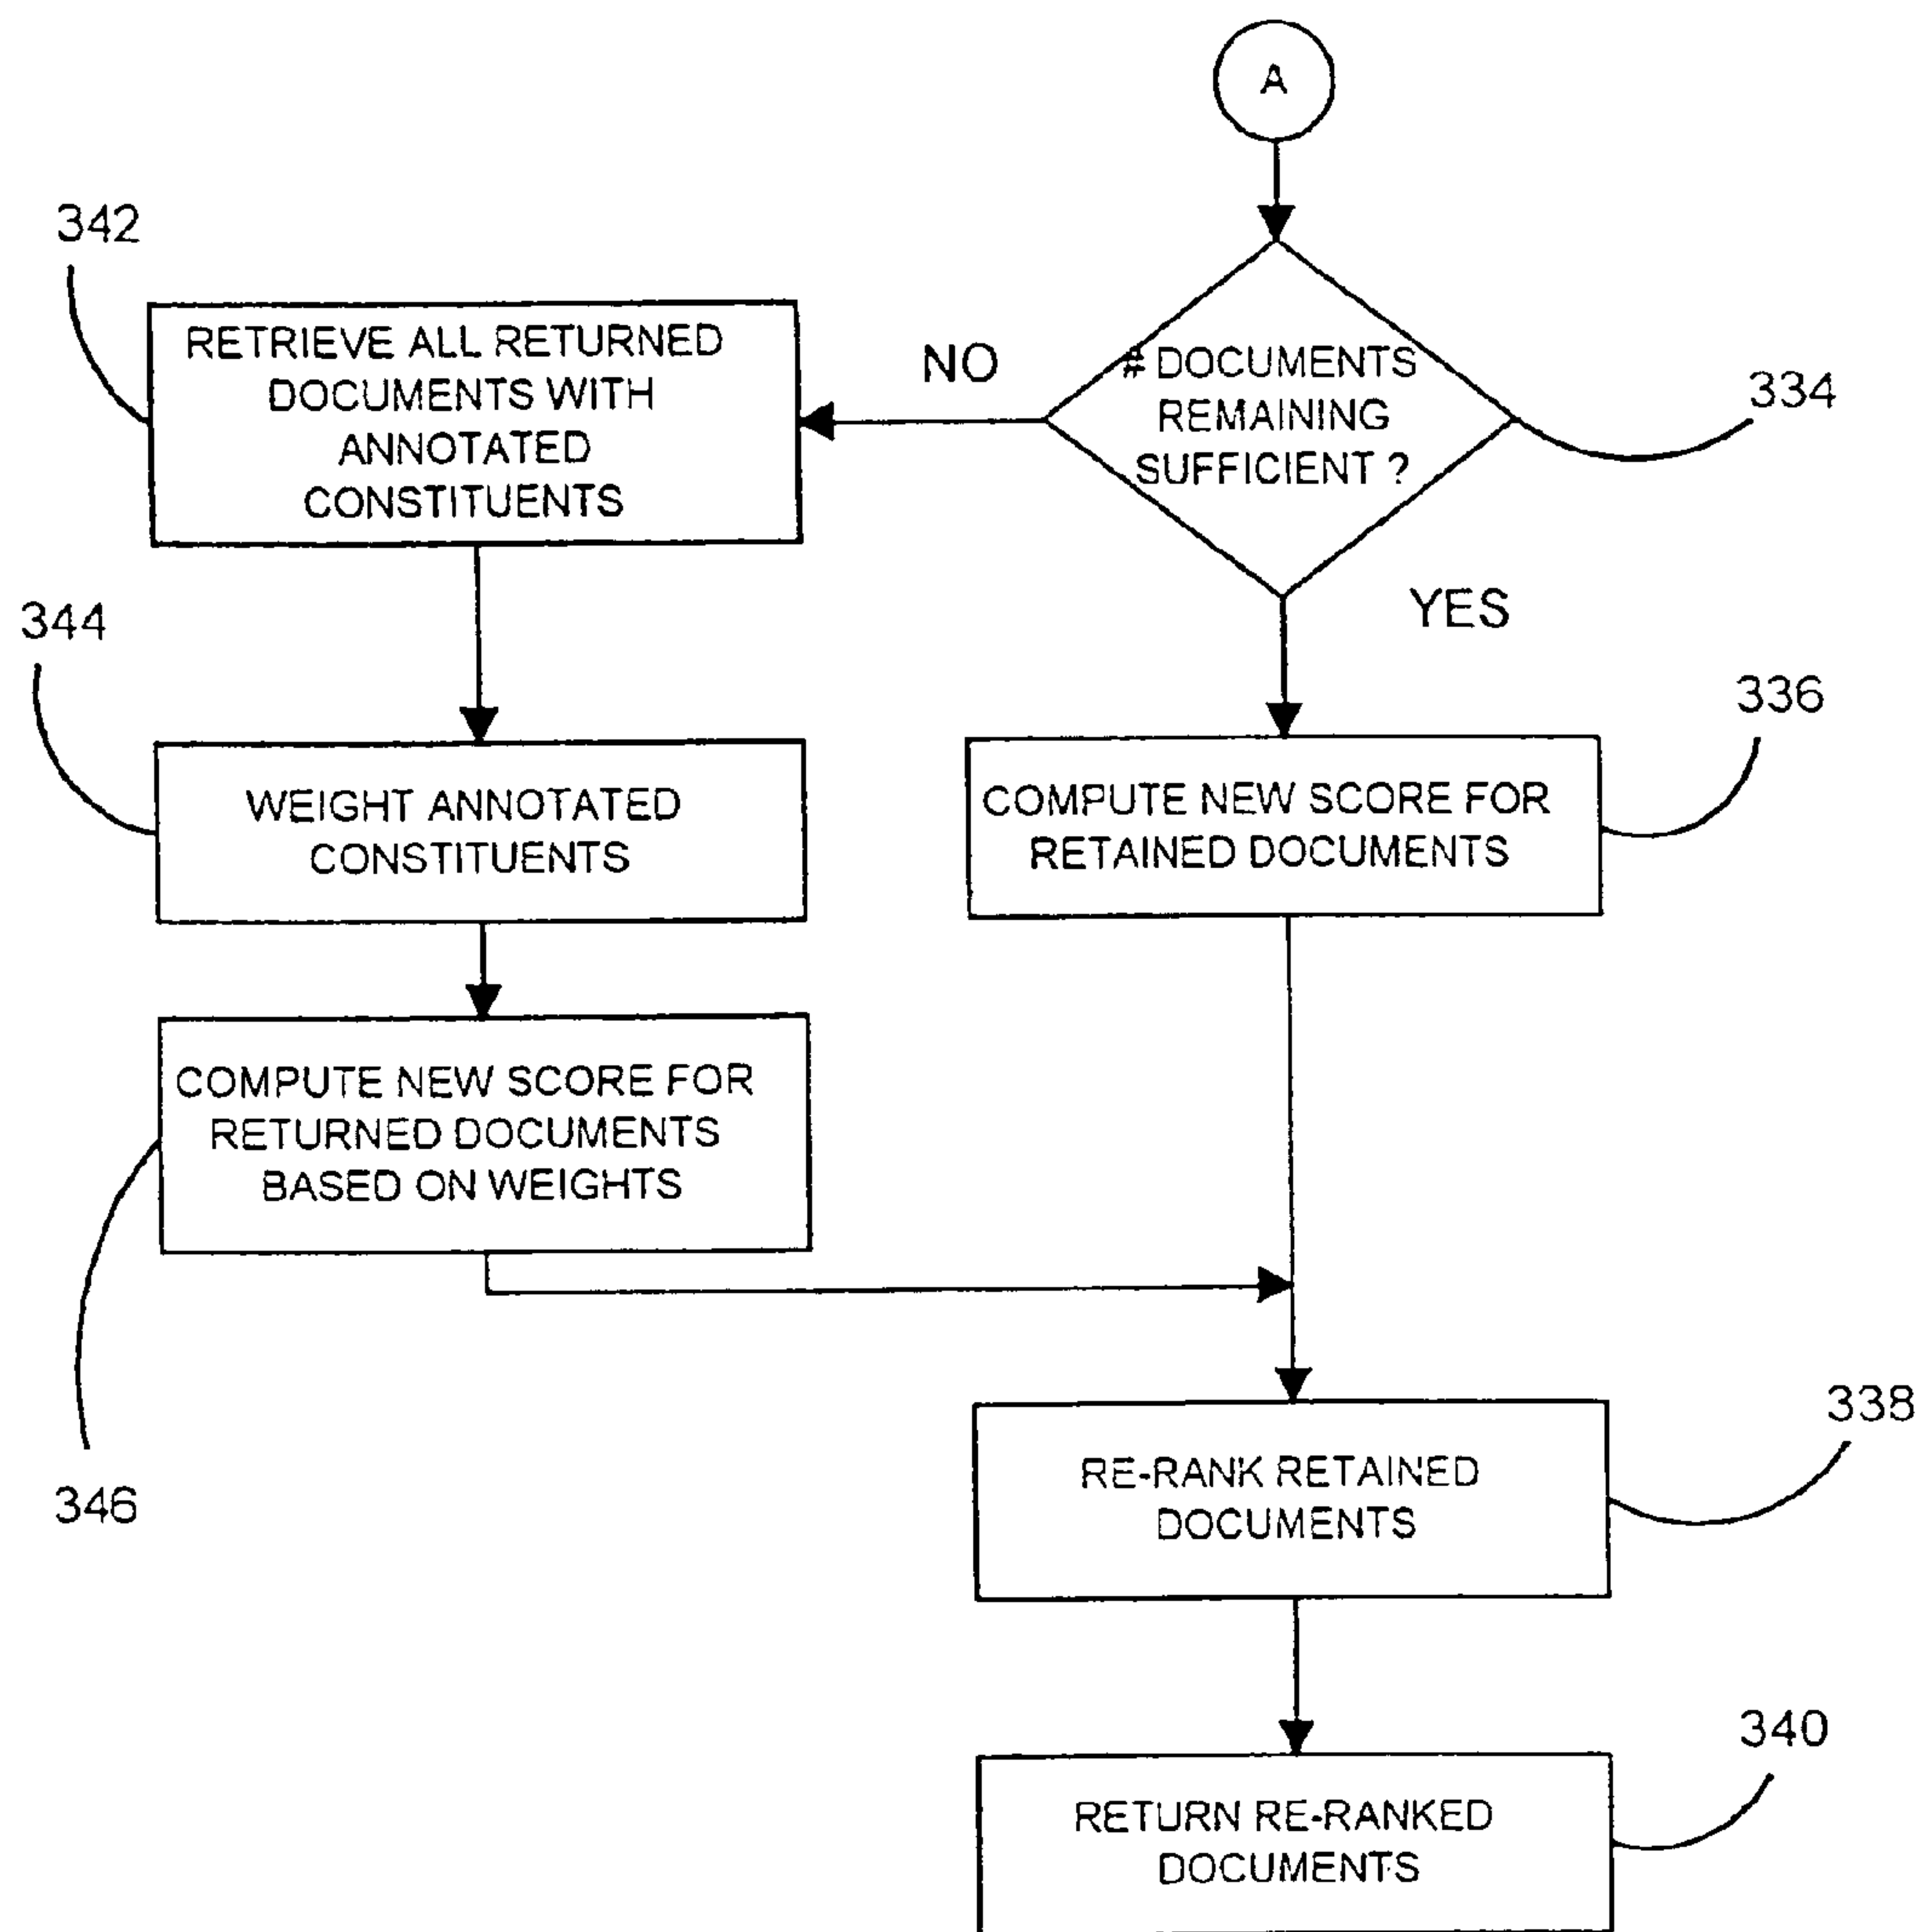 A
342
RETRIEVE ALL RETURNED
DOCUMENTS WITH
ANNOTATED
CONSTITUENTS
NO
# DOCUMENTS
REMAINING
SUFFICIENT ?
334
YES
344
WEIGHT ANNOTATED
CONSTITUENTS
336
COMPUTE NEW SCORE FOR
RETAINED DOCUMENTS
COMPUTE NEW SCORE FOR
RETURNED DOCUMENTS
BASED ON WEIGHTS
346
338
RE-RANK RETAINED
DOCUMENTS
340
RETURN RE-RANKED
DOCUMENTS